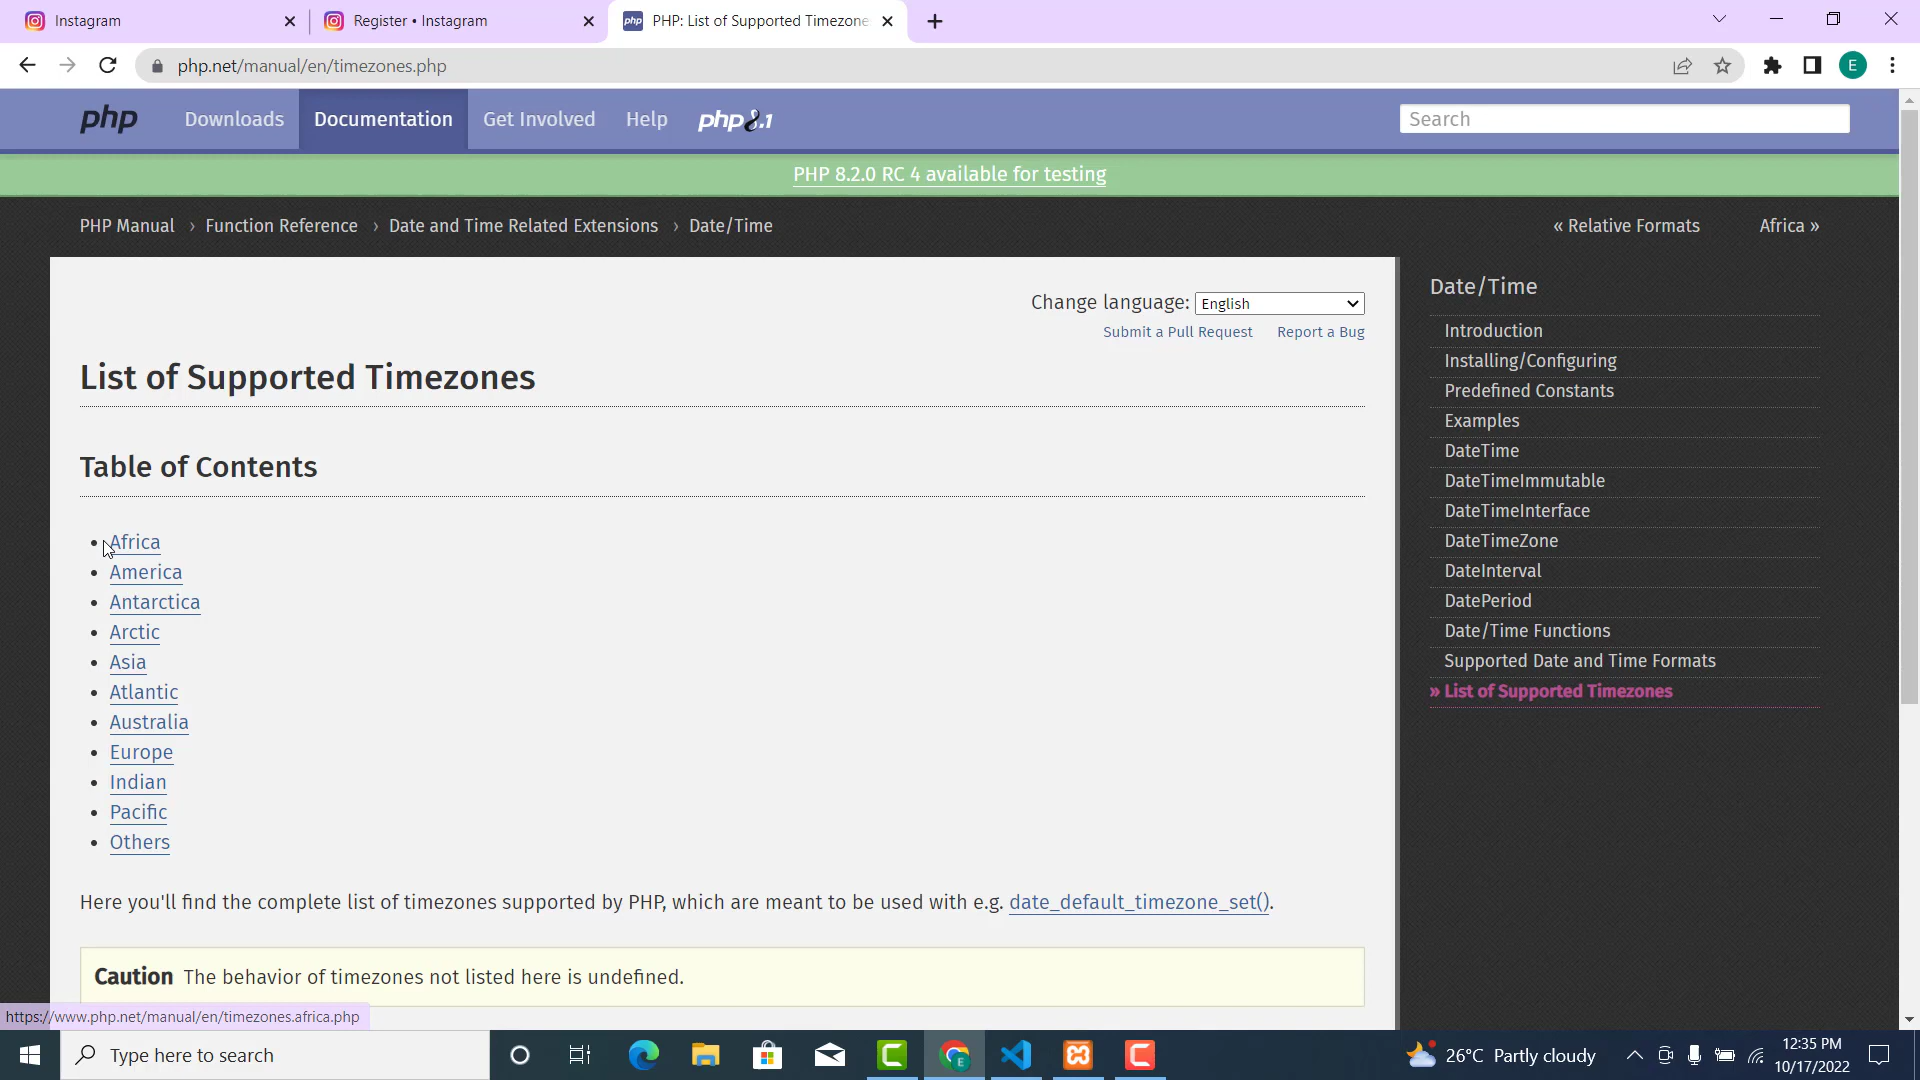 Instagram
Register • Instagram
php PHP: List of Supported Timezone
php.net/manual/en/timezones.php
E
php Downloads Documentation Get Involved Help php8.1 Search
PHP 8.2.0 RC 4 available for testing
PHP Manual › Function Reference › Date and Time Related Extensions › Date/Time « Relative Formats Africa »
Change language: English
Submit a Pull Request Report a Bug
List of Supported Timezones
Table of Contents
• Africa
• America
• Antarctica
• Arctic
• Asia
• Atlantic
• Australia
• Europe
• Indian
• Pacific
• Others
Here you'll find the complete list of timezones supported by PHP, which are meant to be used with e.g. date_default_timezone_set().
Caution The behavior of timezones not listed here is undefined.
Date/Time
Introduction
Installing/Configuring
Predefined Constants
Examples
DateTime
DateTimeImmutable
DateTimeInterface
DateTimeZone
DateInterval
DatePeriod
Date/Time Functions
Supported Date and Time Formats
» List of Supported Timezones
https://www.php.net/manual/en/timezones.africa.php
Type here to search
E
26°C Partly cloudy
12:35 PM
10/17/2022